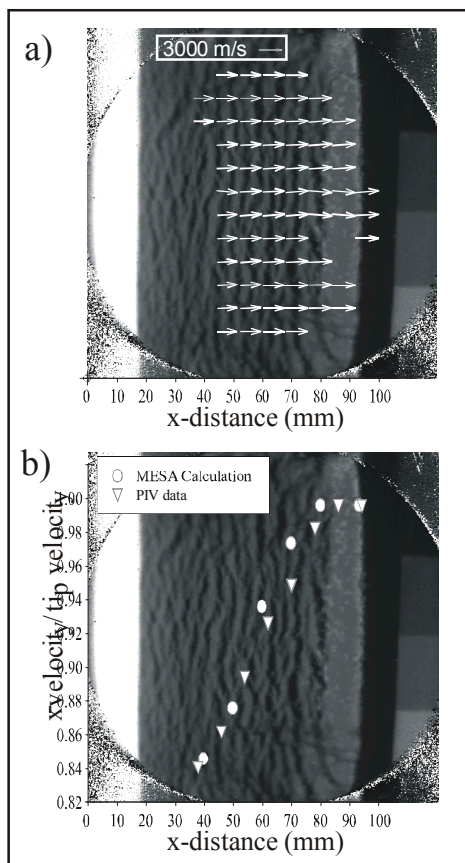 a)
3000 m/s
0 10 20 30 40 50 60 70 80 90 100
x-distance (mm)
b)
MESA Calculation
PIV data
xvelocity/tip velocity
.00
0.98
0.96
0.94
0.92
0.90
0.88
0.86
0.84
0.82
0 10 20 30 40 50 60 70 80 90 100
x-distance (mm)